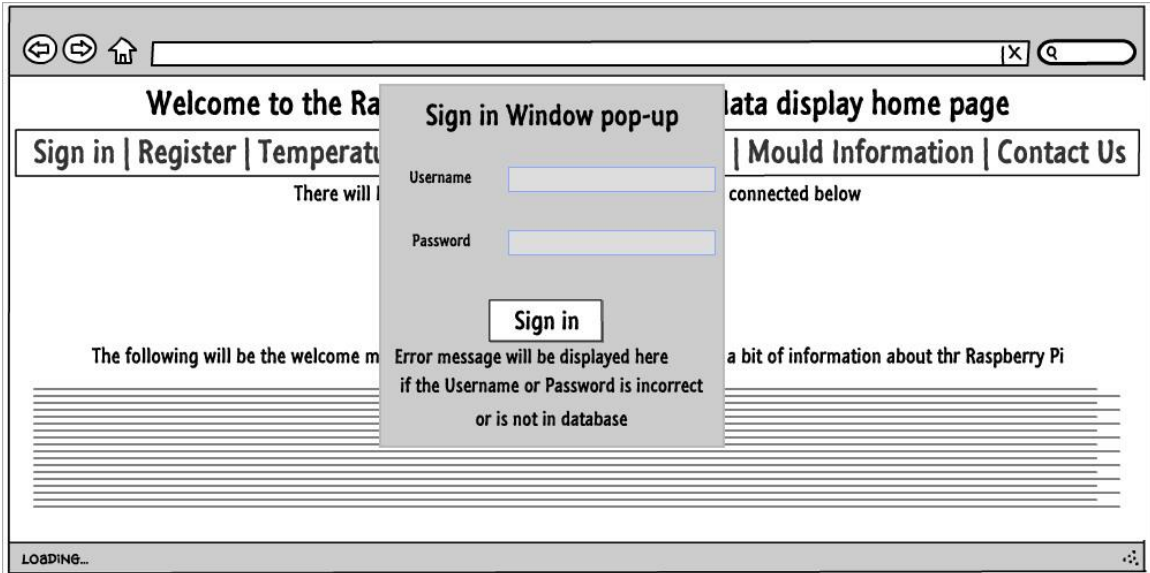 Welcome to the Ra
data display home page
Sign in Window pop-up
Sign in | Register | Temperatu
| Mould Information | Contact Us
Username
There will
connected below
Password
Sign in
The following will be the welcome m
a bit of information about thr Raspberry Pi
Error message will be displayed here
if the Username or Password is incorrect
or is not in database
LOADING...